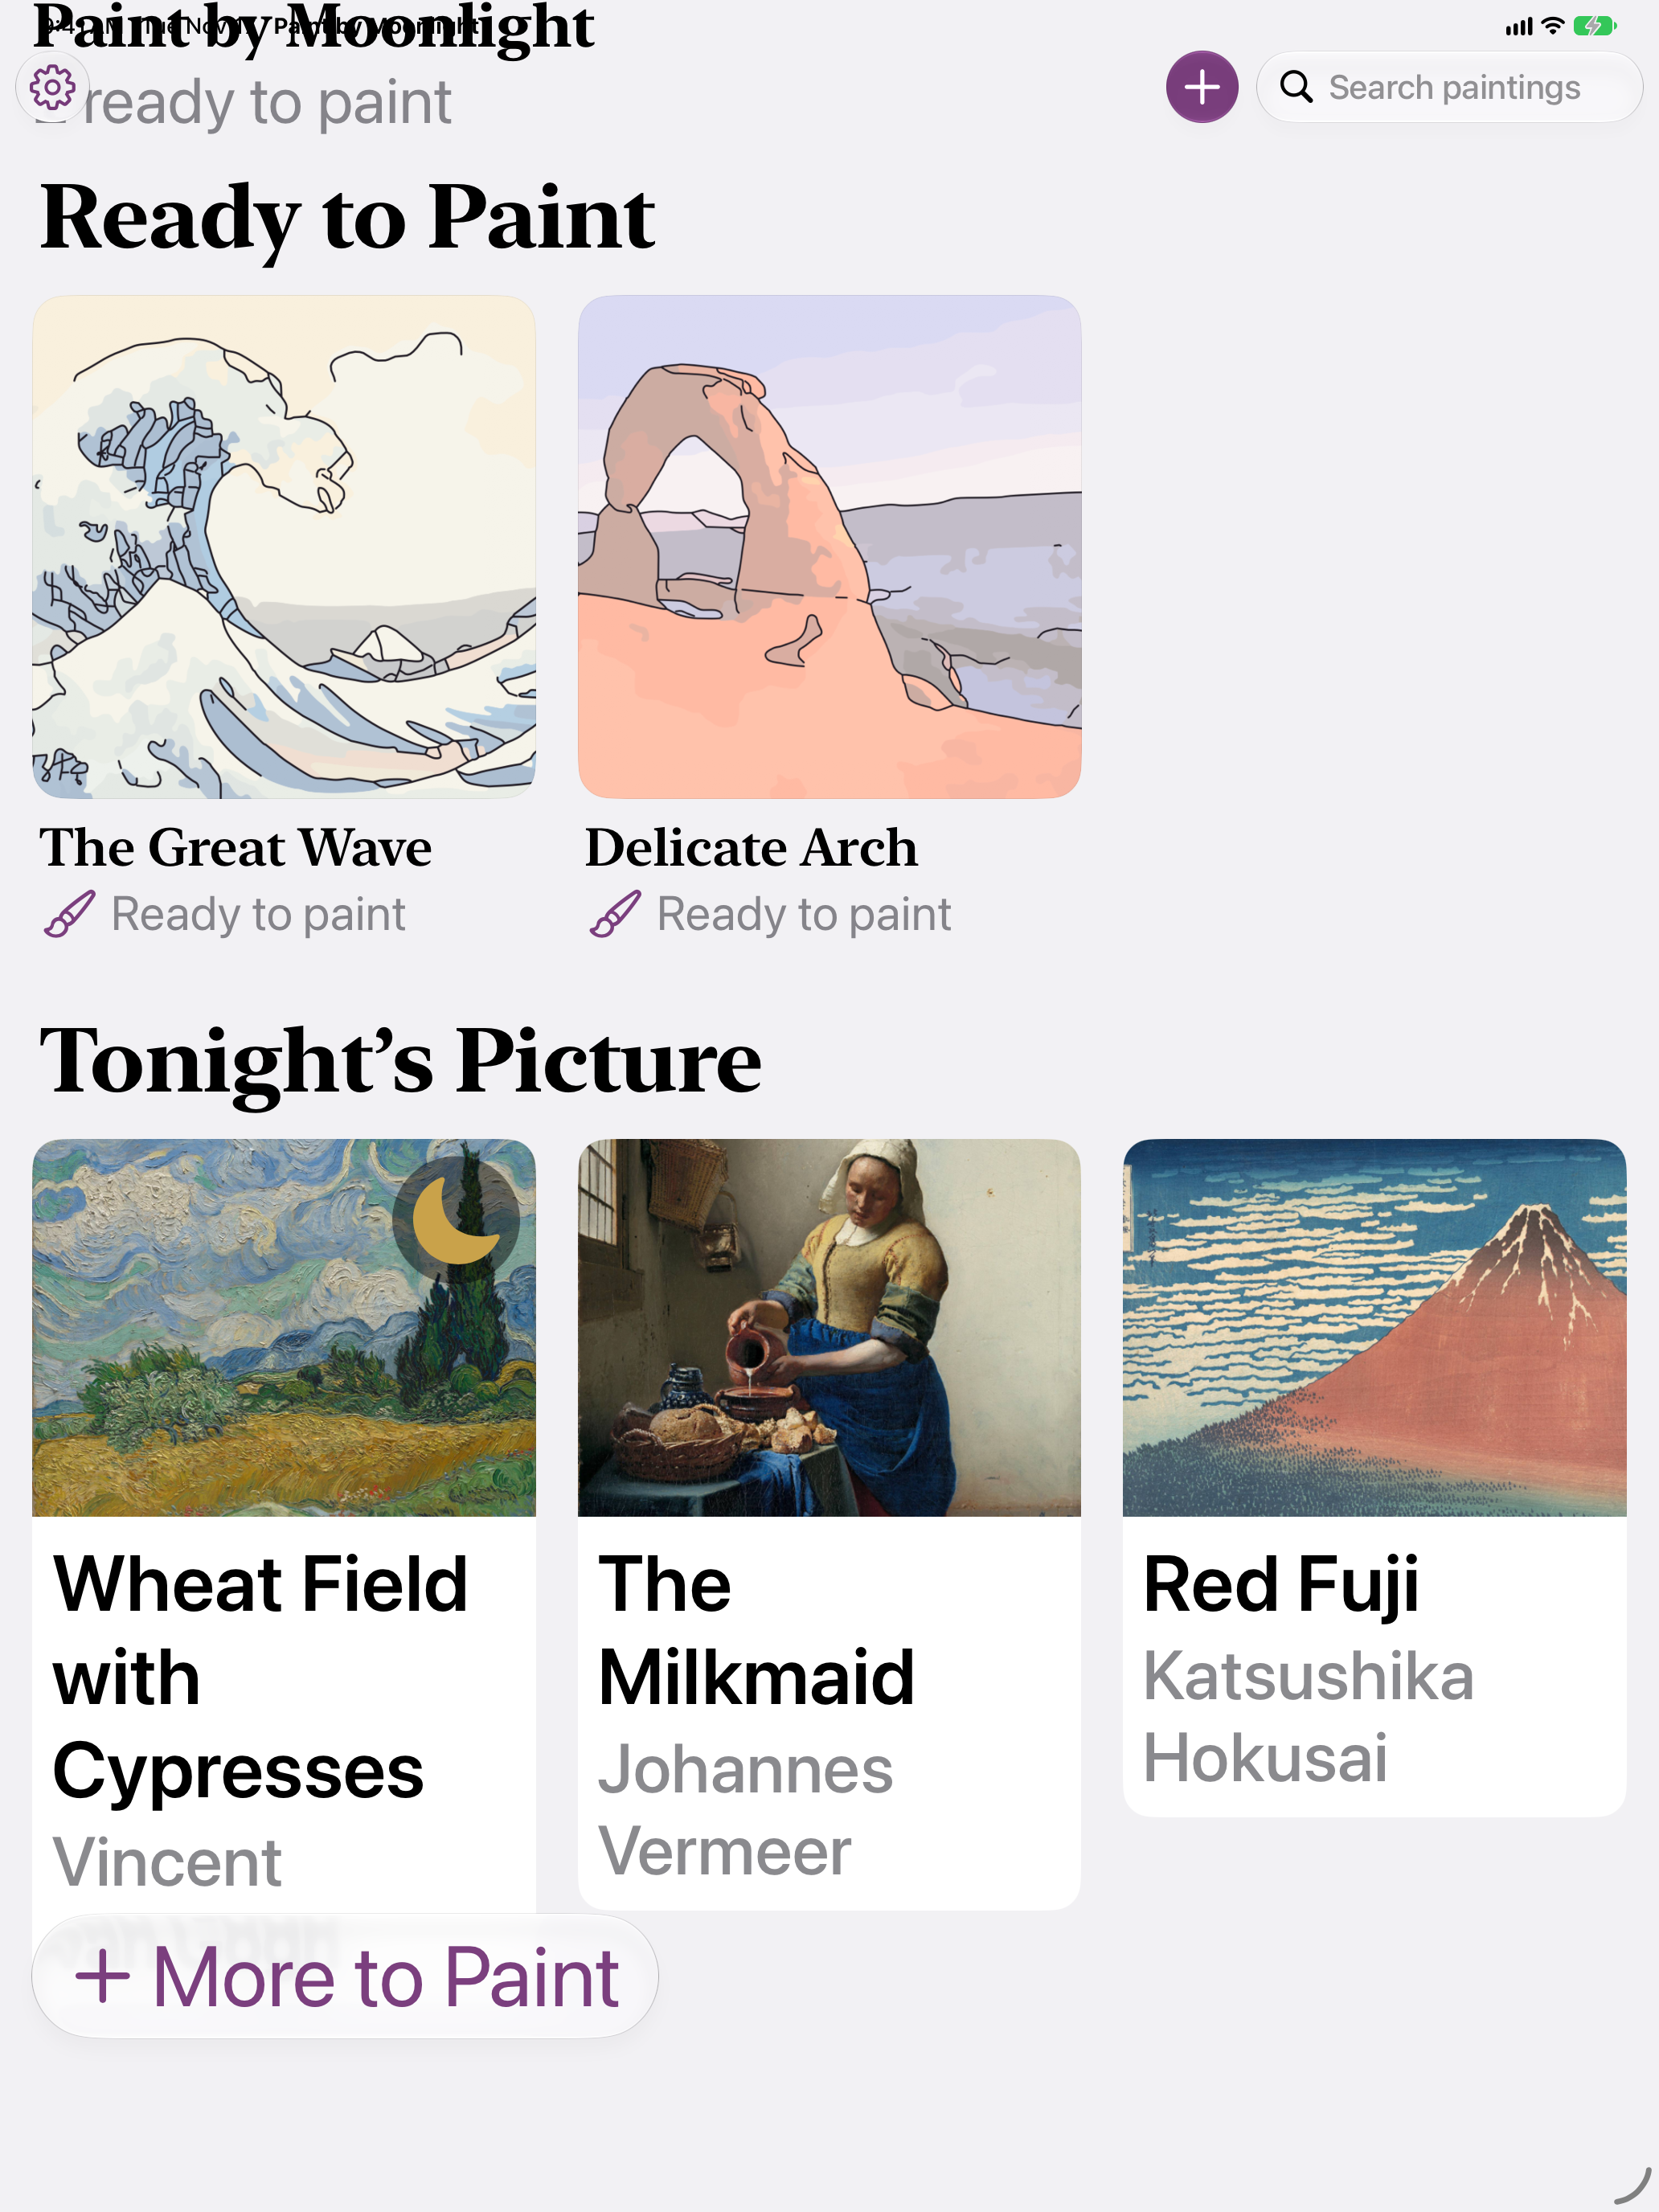 Paint by Moonlight
ready to paint
Search paintings
Ready to Paint
The Great Wave
Ready to paint
Delicate Arch
Ready to paint
Tonight’s Picture
Wheat Field
with
Cypresses
Vincent
The
Milkmaid
Johannes
Vermeer
Red Fuji
Katsushika
Hokusai
+ More to Paint